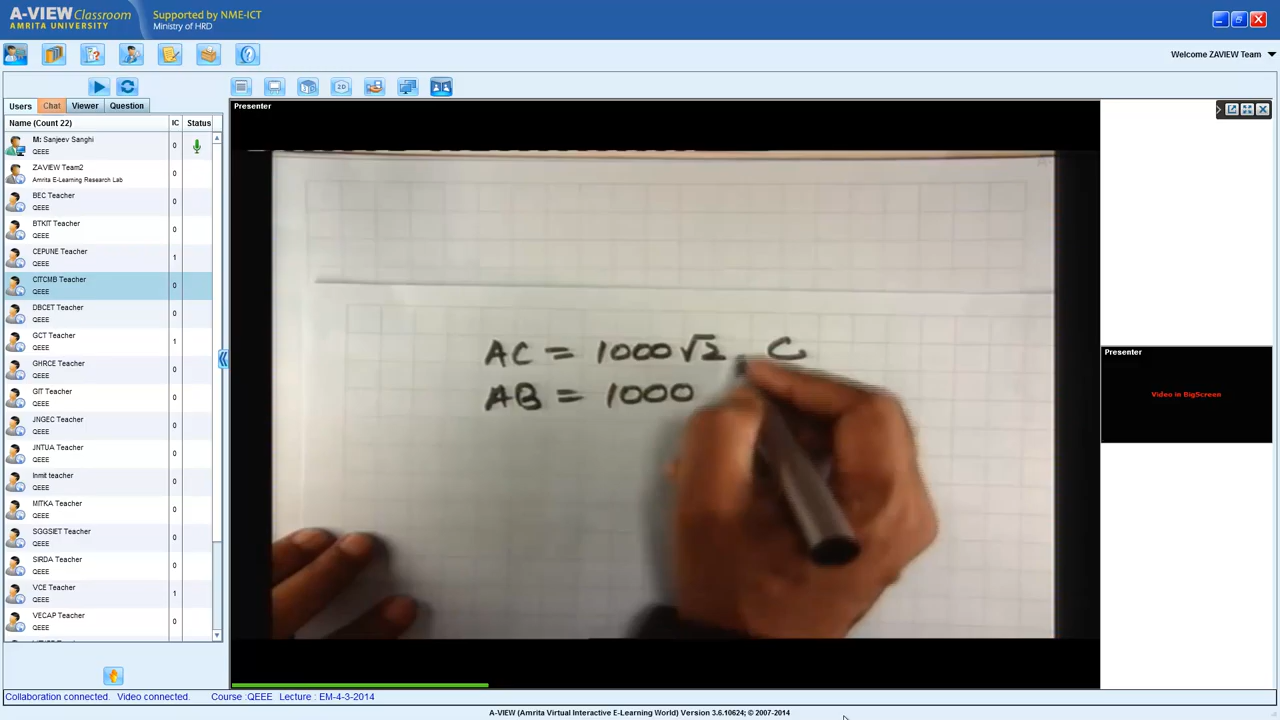 A-VIEW Classroom
AMRITA UNIVERSITY
Supported by NME-ICT
Ministry of HRD
Welcome ZAVIEW Team
Users Chat Viewer Question
Name (Count 22) IC Status
M: Sanjeev Sanghi
QEEE 0
ZAVIEW Team2
Amrita E-Learning Research Lab 0
BEC Teacher
QEEE 0
BTKIT Teacher
QEEE 0
CEPUNE Teacher
QEEE 1
CITCMB Teacher
QEEE 0
DBCET Teacher
QEEE 0
GCT Teacher
QEEE 1
GHRCE Teacher
QEEE 0
GIT Teacher
QEEE 0
JNGEC Teacher
QEEE 0
JNTUA Teacher
QEEE 0
lnmit teacher
QEEE 0
MITKA Teacher
QEEE 0
SGGSIET Teacher
QEEE 0
SIRDA Teacher
QEEE 0
VCE Teacher
QEEE 1
VECAP Teacher
QEEE 0
Presenter
AC = 1000√2 C
AB = 1000
Presenter
Video in BigScreen
Collaboration connected. Video connected. Course :QEEE Lecture : EM-4-3-2014
A-VIEW (Amrita Virtual Interactive E-Learning World) Version 3.6.10624; © 2007-2014